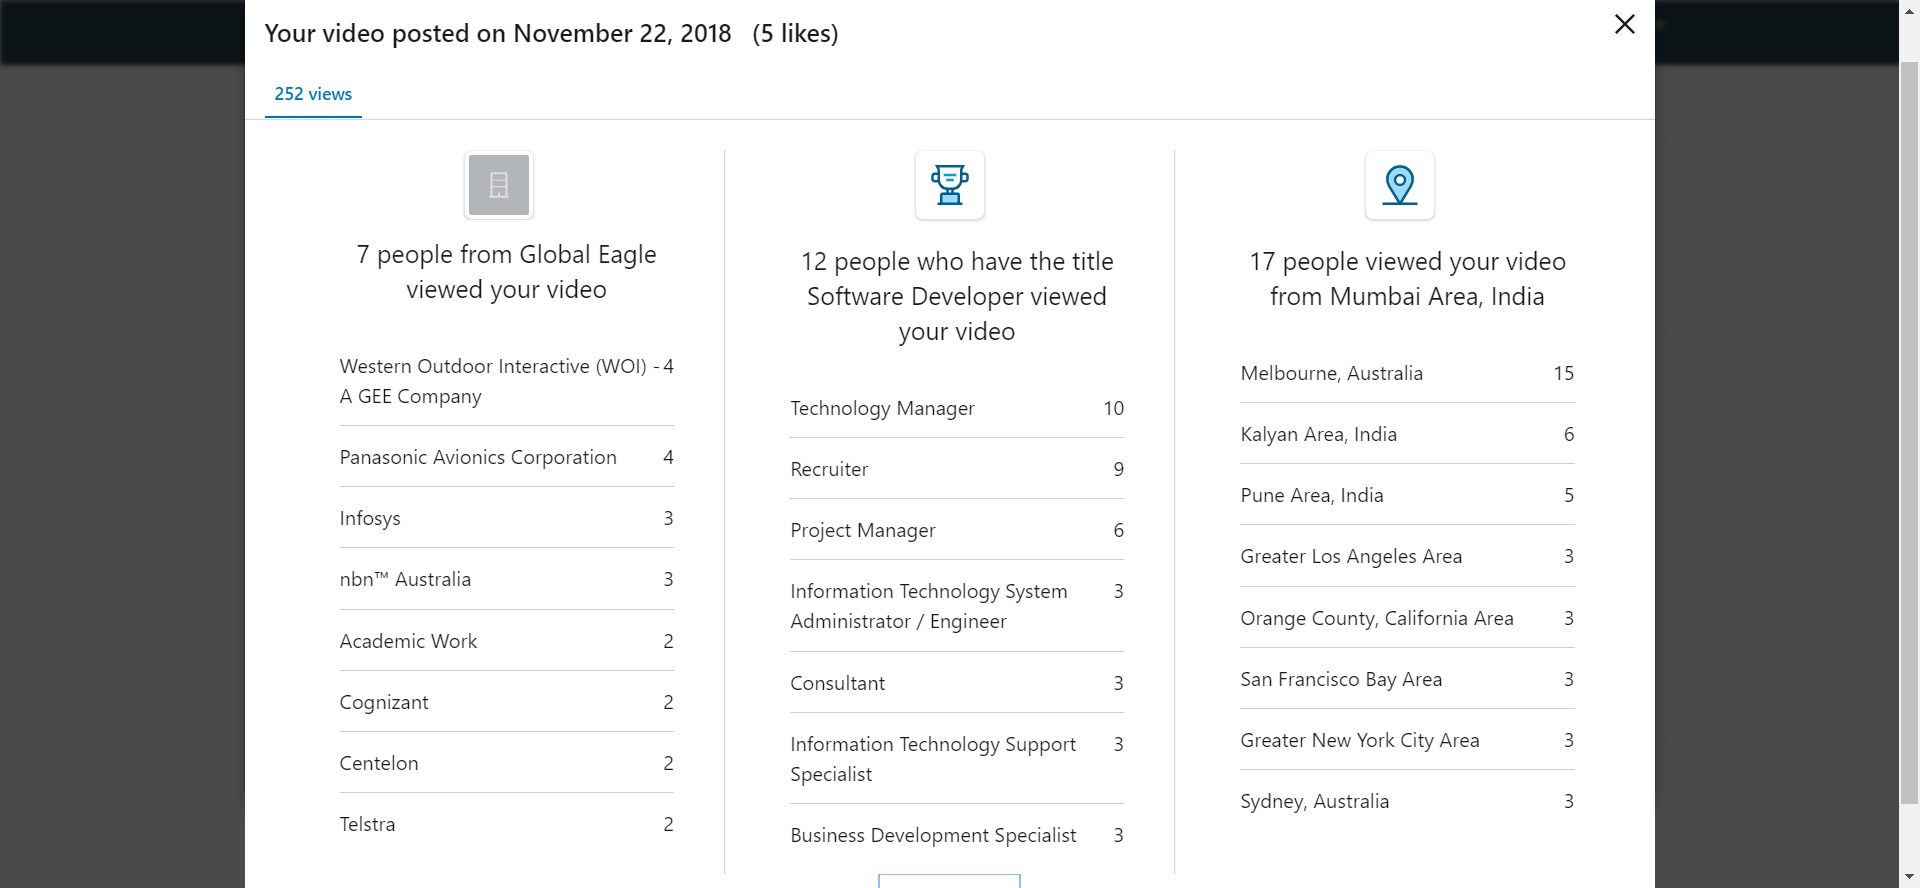 Your video posted on November 22, 2018 (5 likes)
252 views
7 people from Global Eagle
viewed your video
Western Outdoor Interactive (WOI) - 4
A GEE Company
Panasonic Avionics Corporation 4
Infosys 3
nbn™ Australia 3
Academic Work 2
Cognizant 2
Centelon 2
Telstra 2
12 people who have the title
Software Developer viewed
your video
Technology Manager 10
Recruiter 9
Project Manager 6
Information Technology System 3
Administrator / Engineer
Consultant 3
Information Technology Support 3
Specialist
Business Development Specialist 3
17 people viewed your video
from Mumbai Area, India
Melbourne, Australia 15
Kalyan Area, India 6
Pune Area, India 5
Greater Los Angeles Area 3
Orange County, California Area 3
San Francisco Bay Area 3
Greater New York City Area 3
Sydney, Australia 3